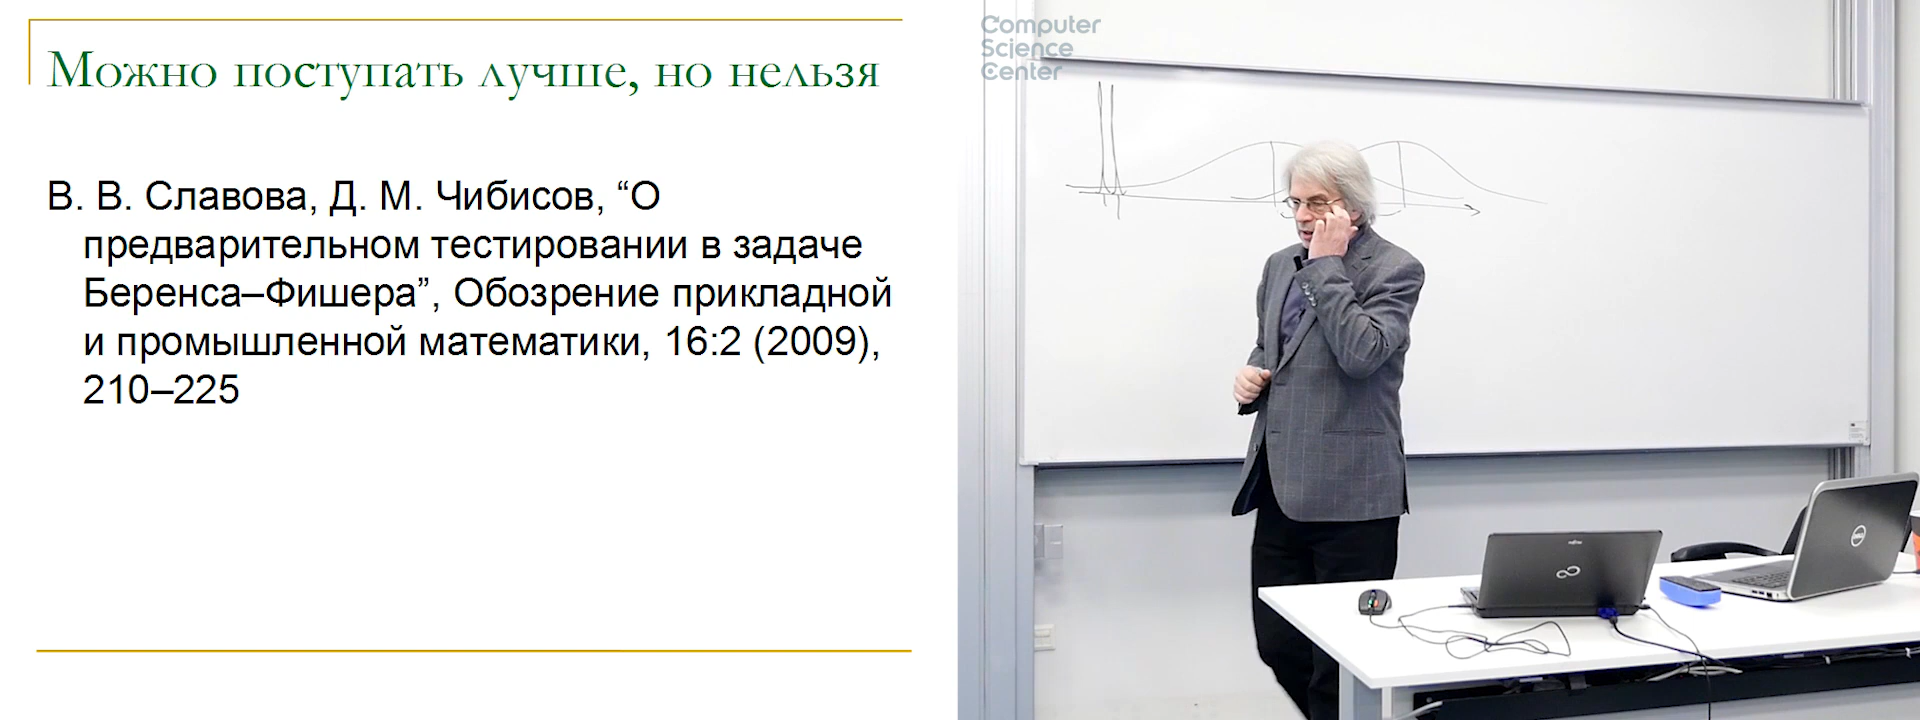 Можно поступать лучше, но нельзя
В. В. Славова, Д. М. Чибисов, “О
предварительном тестировании в задаче
Беренса–Фишера”, Обозрение прикладной
и промышленной математики, 16:2 (2009),
210–225
Computer
Science
Center
DELL